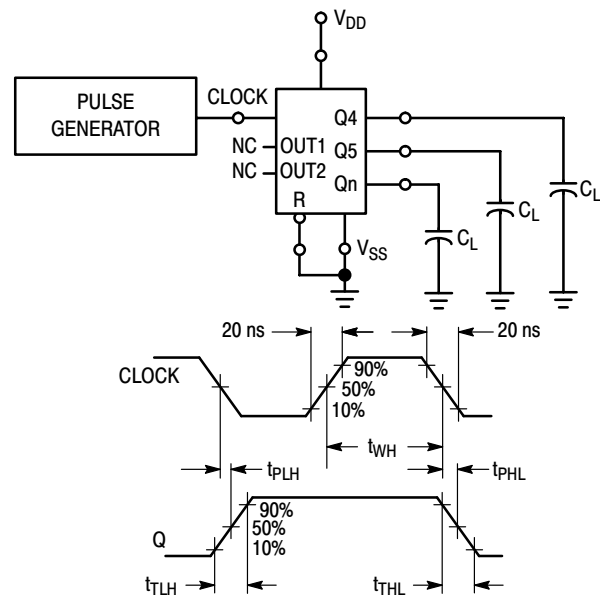 VDD
PULSE
GENERATOR
CLOCK
NC
OUT1
NC
OUT2
R
Q4
Q5
Qn
VSS
CL
CL
CL
20 ns
20 ns
CLOCK
90%
50%
10%
tWH
tPLH
tPHL
Q
90%
50%
10%
tTLH
tTHL